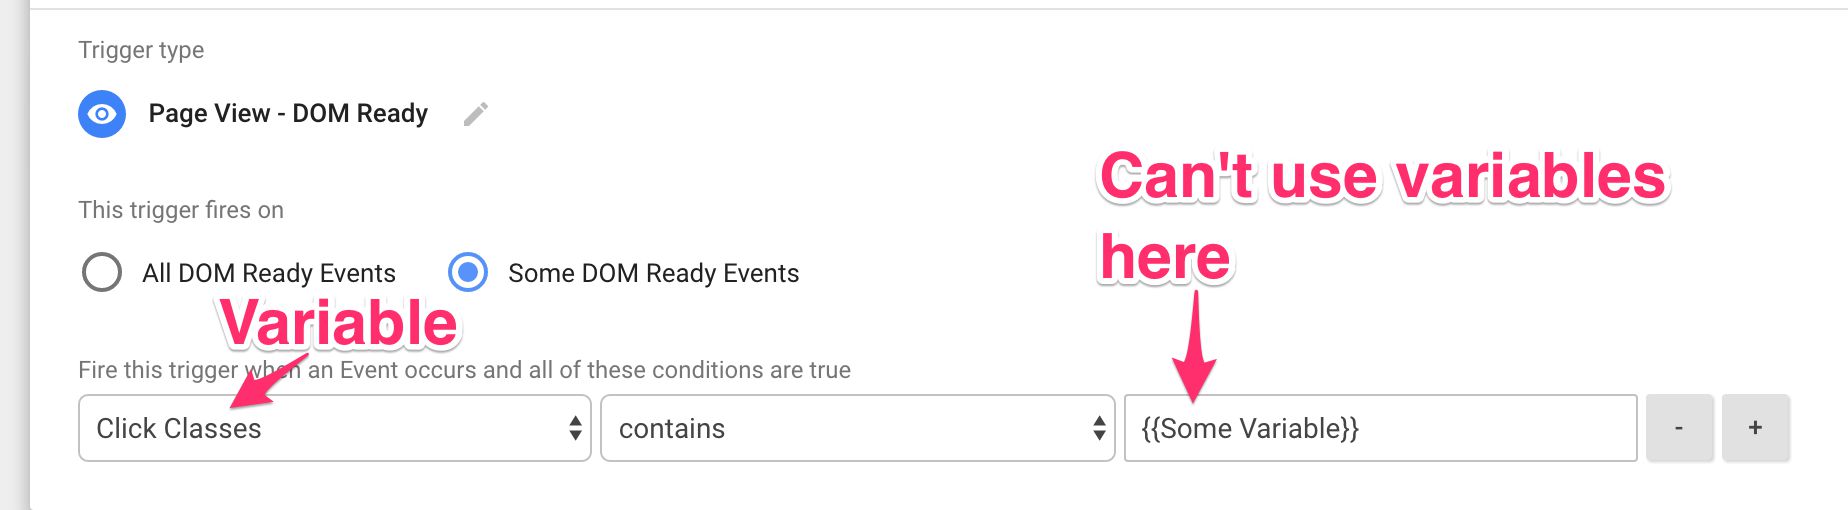 Trigger type
Page View - DOM Ready
Can't use variables
here
This trigger fires on
All DOM Ready Events
Some DOM Ready Events
Variable
Fire this trigger when an Event occurs and all of these conditions are true
Click Classes
contains
{{Some Variable}}
-
+